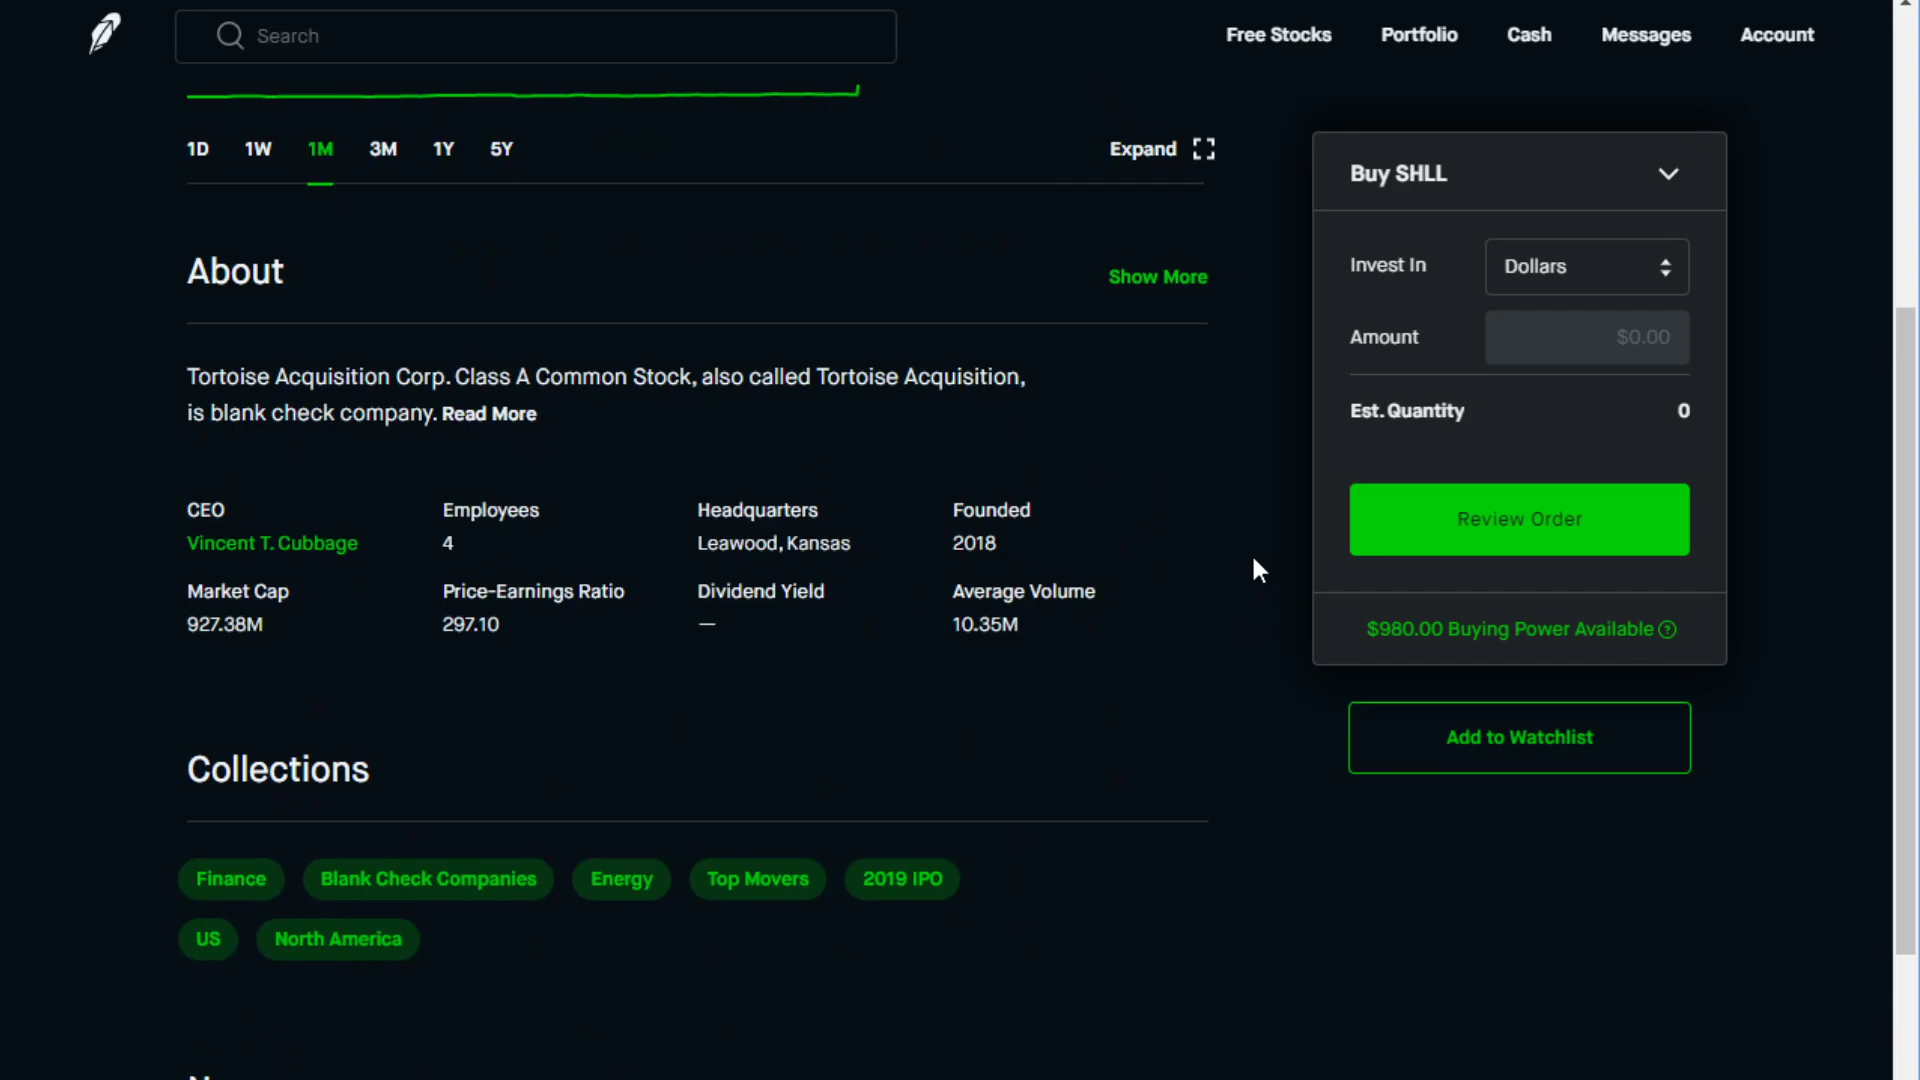 Search
Free Stocks Portfolio Cash Messages Account
1D 1W 1M 3M 1Y 5Y
Expand
About
Show More
Tortoise Acquisition Corp. Class A Common Stock, also called Tortoise Acquisition,
is blank check company. Read More
CEO Employees Headquarters Founded
Vincent T. Cubbage 4 Leawood, Kansas 2018
Market Cap Price-Earnings Ratio Dividend Yield Average Volume
927.38M 297.10 — 10.35M
Collections
Finance Blank Check Companies Energy Top Movers 2019 IPO
US North America
Buy SHLL
Invest In Dollars
Amount $0.00
Est. Quantity 0
Review Order
$980.00 Buying Power Available ?
Add to Watchlist